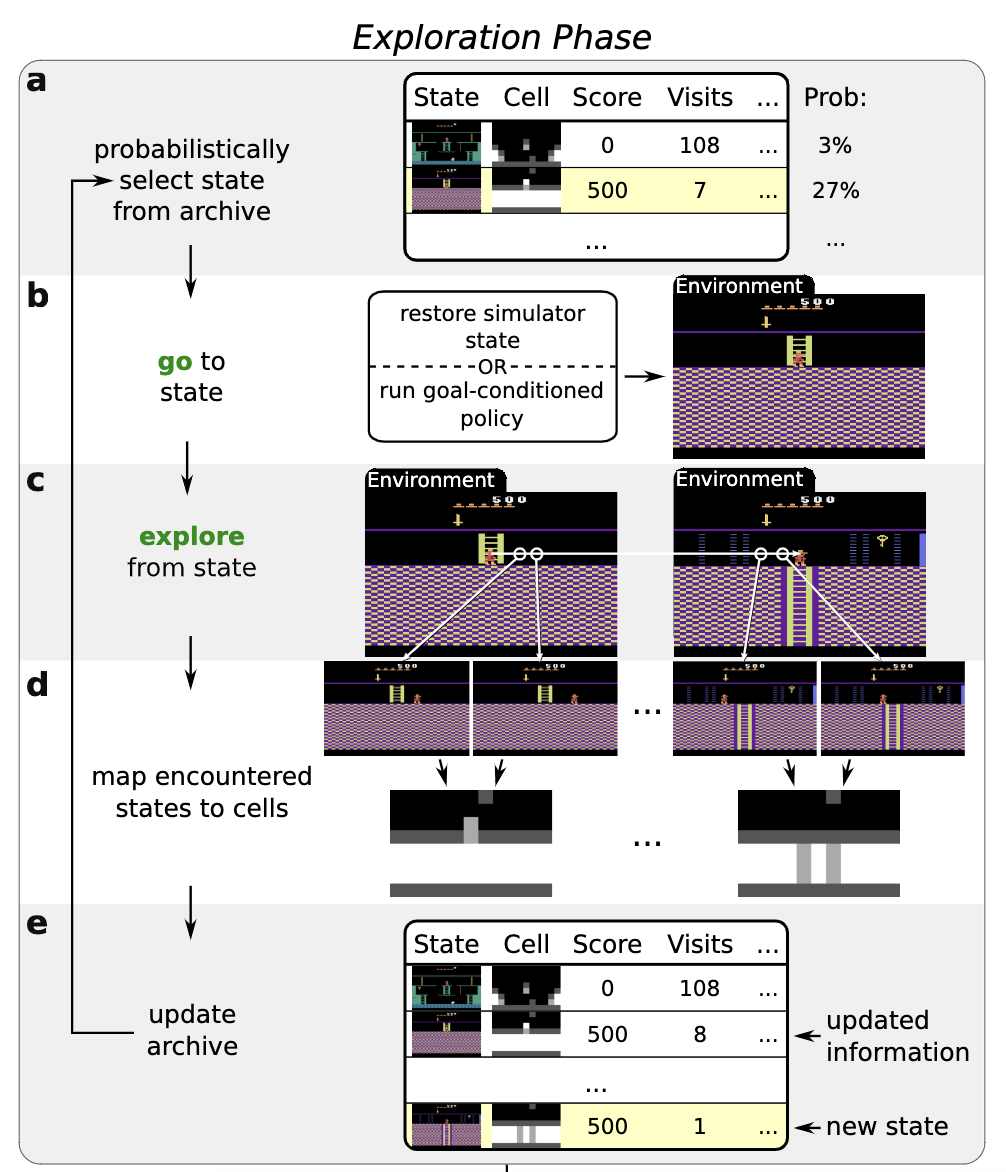 Exploration Phase
a
probabilistically
select state
from archive
State Cell Score Visits ... Prob:
0 108 ... 3%
500 7 ... 27%
... ...
b
go to
state
restore simulator
state
OR
run goal-conditioned
policy
Environment
500
c
explore
from state
Environment
500
Environment
500
d
map encountered
states to cells
500
500
...
500
500
...
e
update
archive
State Cell Score Visits ...
0 108 ...
500 8 ...
updated
information
...
500 1 ...
new state